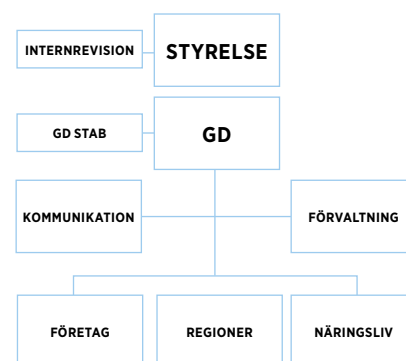 INTERNREVISION
STYRELSE
GD STAB
GD
KOMMUNIKATION
FÖRVALTNING
FÖRETAG
REGIONER
NÄRINGSLIV